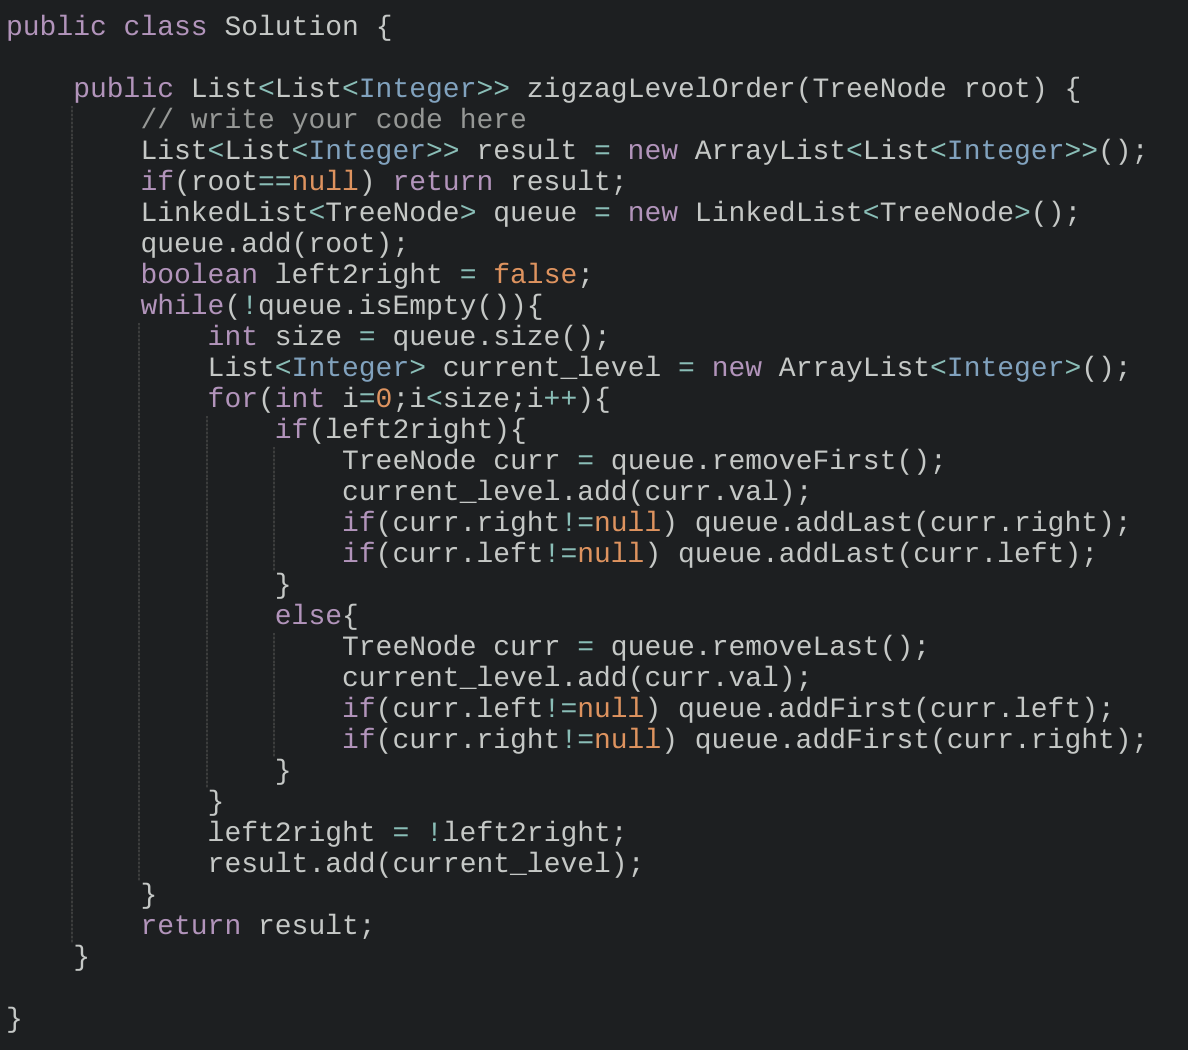 public class Solution {
    public List<List<Integer>> zigzagLevelOrder(TreeNode root) {
        // write your code here
        List<List<Integer>> result = new ArrayList<List<Integer>>();
        if(root==null) return result;
        LinkedList<TreeNode> queue = new LinkedList<TreeNode>();
        queue.add(root);
        boolean left2right = false;
        while(!queue.isEmpty()){
            int size = queue.size();
            List<Integer> current_level = new ArrayList<Integer>();
            for(int i=0;i<size;i++){
                if(left2right){
                    TreeNode curr = queue.removeFirst();
                    current_level.add(curr.val);
                    if(curr.right!=null) queue.addLast(curr.right);
                    if(curr.left!=null) queue.addLast(curr.left);
                }
                else{
                    TreeNode curr = queue.removeLast();
                    current_level.add(curr.val);
                    if(curr.left!=null) queue.addFirst(curr.left);
                    if(curr.right!=null) queue.addFirst(curr.right);
                }
            }
            left2right = !left2right;
            result.add(current_level);
        }
        return result;
    }
}